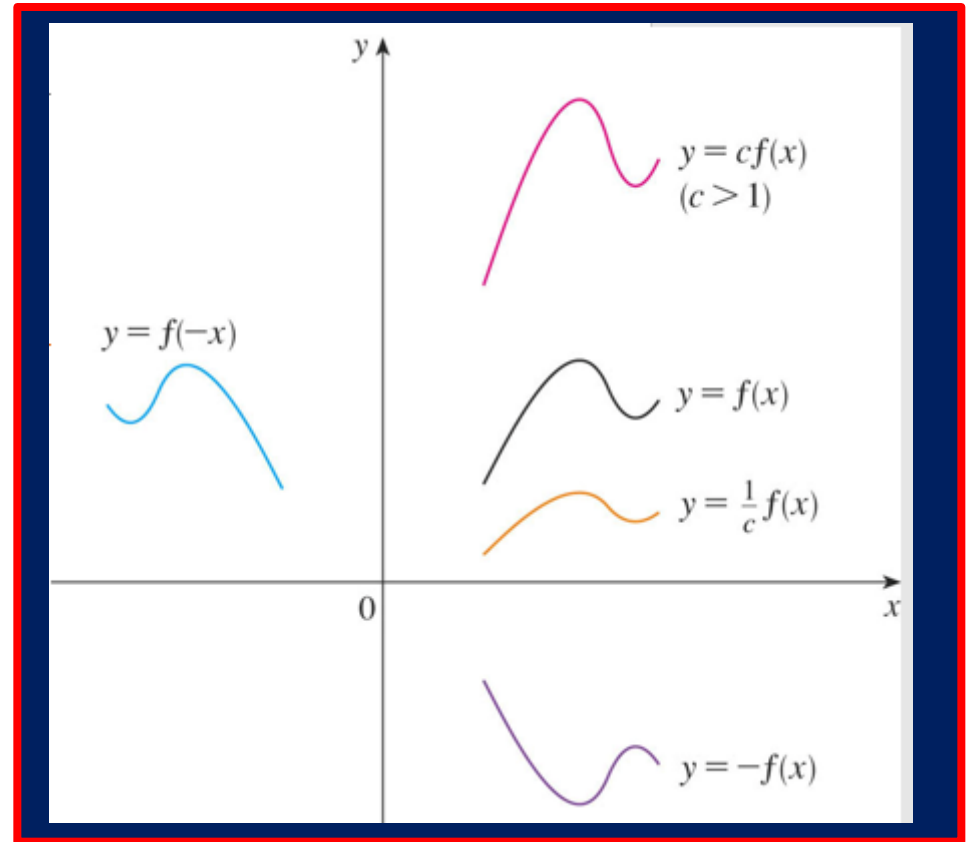 y
y = cf(x)
(c > 1)
y = f(−x)
y = f(x)
y = 1/c f(x)
0
x
y = −f(x)